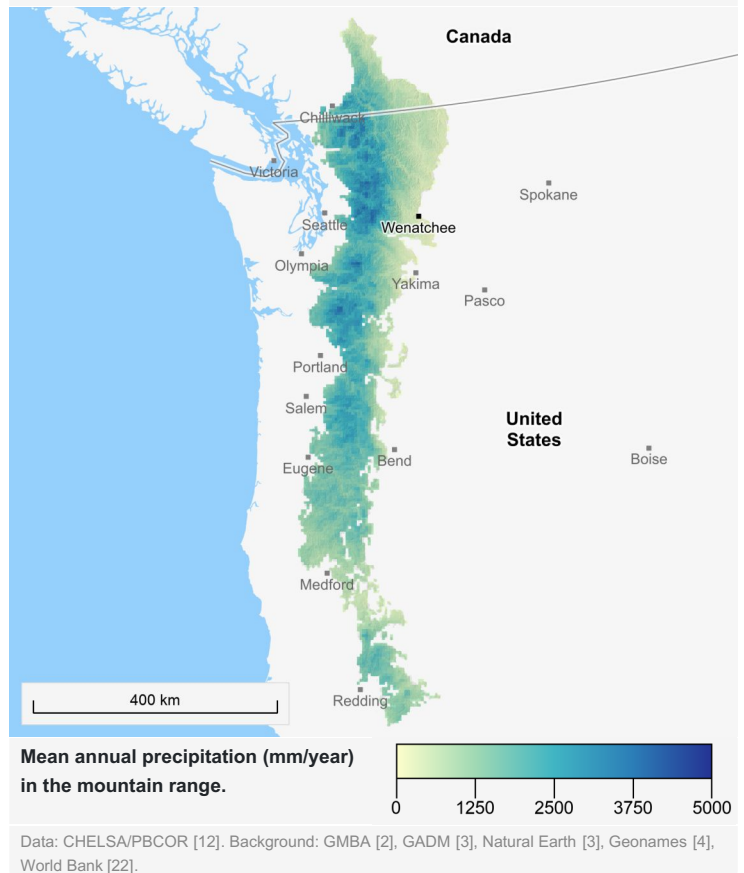 Canada
Chilliwack
Victoria
Spokane
Seattle
Wenatchee
Olympia
Yakima
Pasco
Portland
Salem
United
States
Eugene
Bend
Boise
Medford
400 km
Redding
Mean annual precipitation (mm/year)
in the mountain range.
0 1250 2500 3750 5000
Data: CHELSA/PBCOR [12]. Background: GMBA [2], GADM [3], Natural Earth [3], Geonames [4],
World Bank [22].